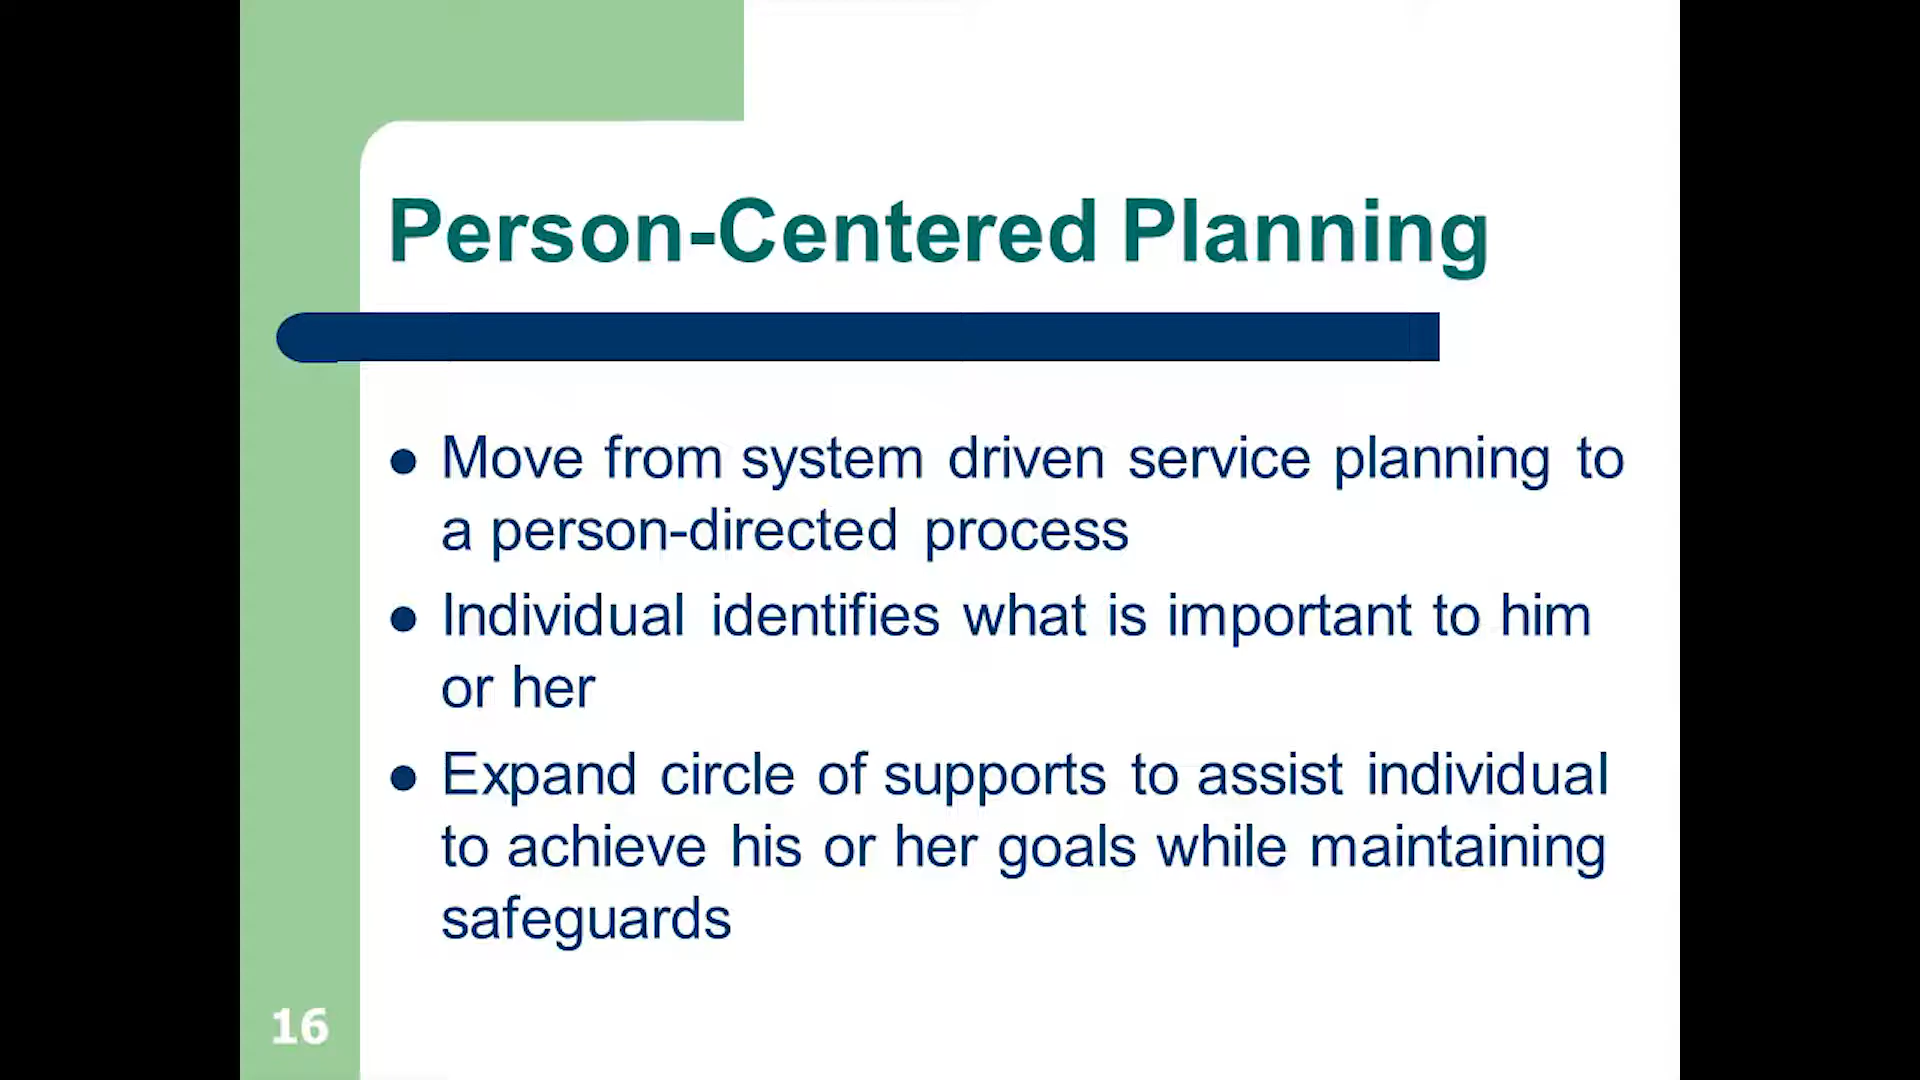 Person-Centered Planning
● Move from system driven service planning to
a person-directed process
● Individual identifies what is important to him
or her
● Expand circle of supports to assist individual
to achieve his or her goals while maintaining
safeguards
16